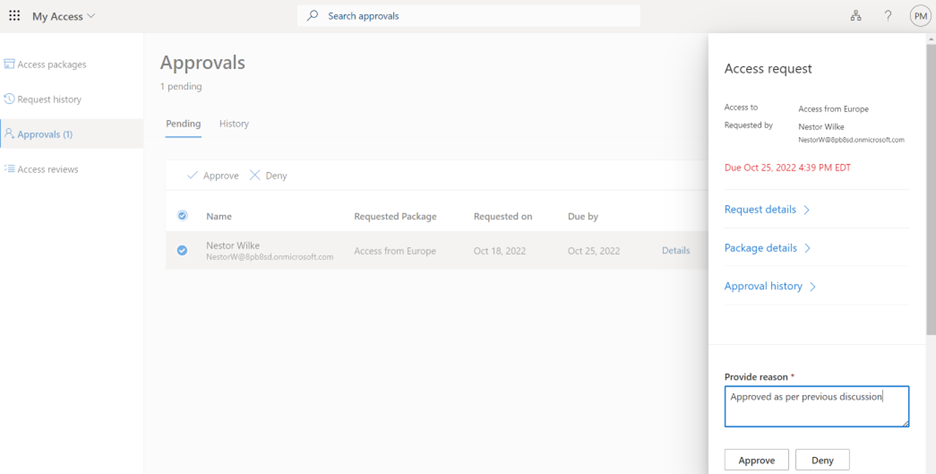 My Access
Search approvals
PM
Access packages
Request history
Approvals (1)
Access reviews
Approvals
1 pending
Pending History
Approve Deny
Name Requested Package Requested on Due by
Nestor Wilke Access from Europe Oct 18, 2022 Oct 25, 2022 Details
NestorW@8pb8sd.onmicrosoft.com
Access request
Access to Access from Europe
Requested by Nestor Wilke
NestorW@8pb8sd.onmicrosoft.com
Due Oct 25, 2022 4:39 PM EDT
Request details
Package details
Approval history
Provide reason *
Approved as per previous discussion
Approve Deny